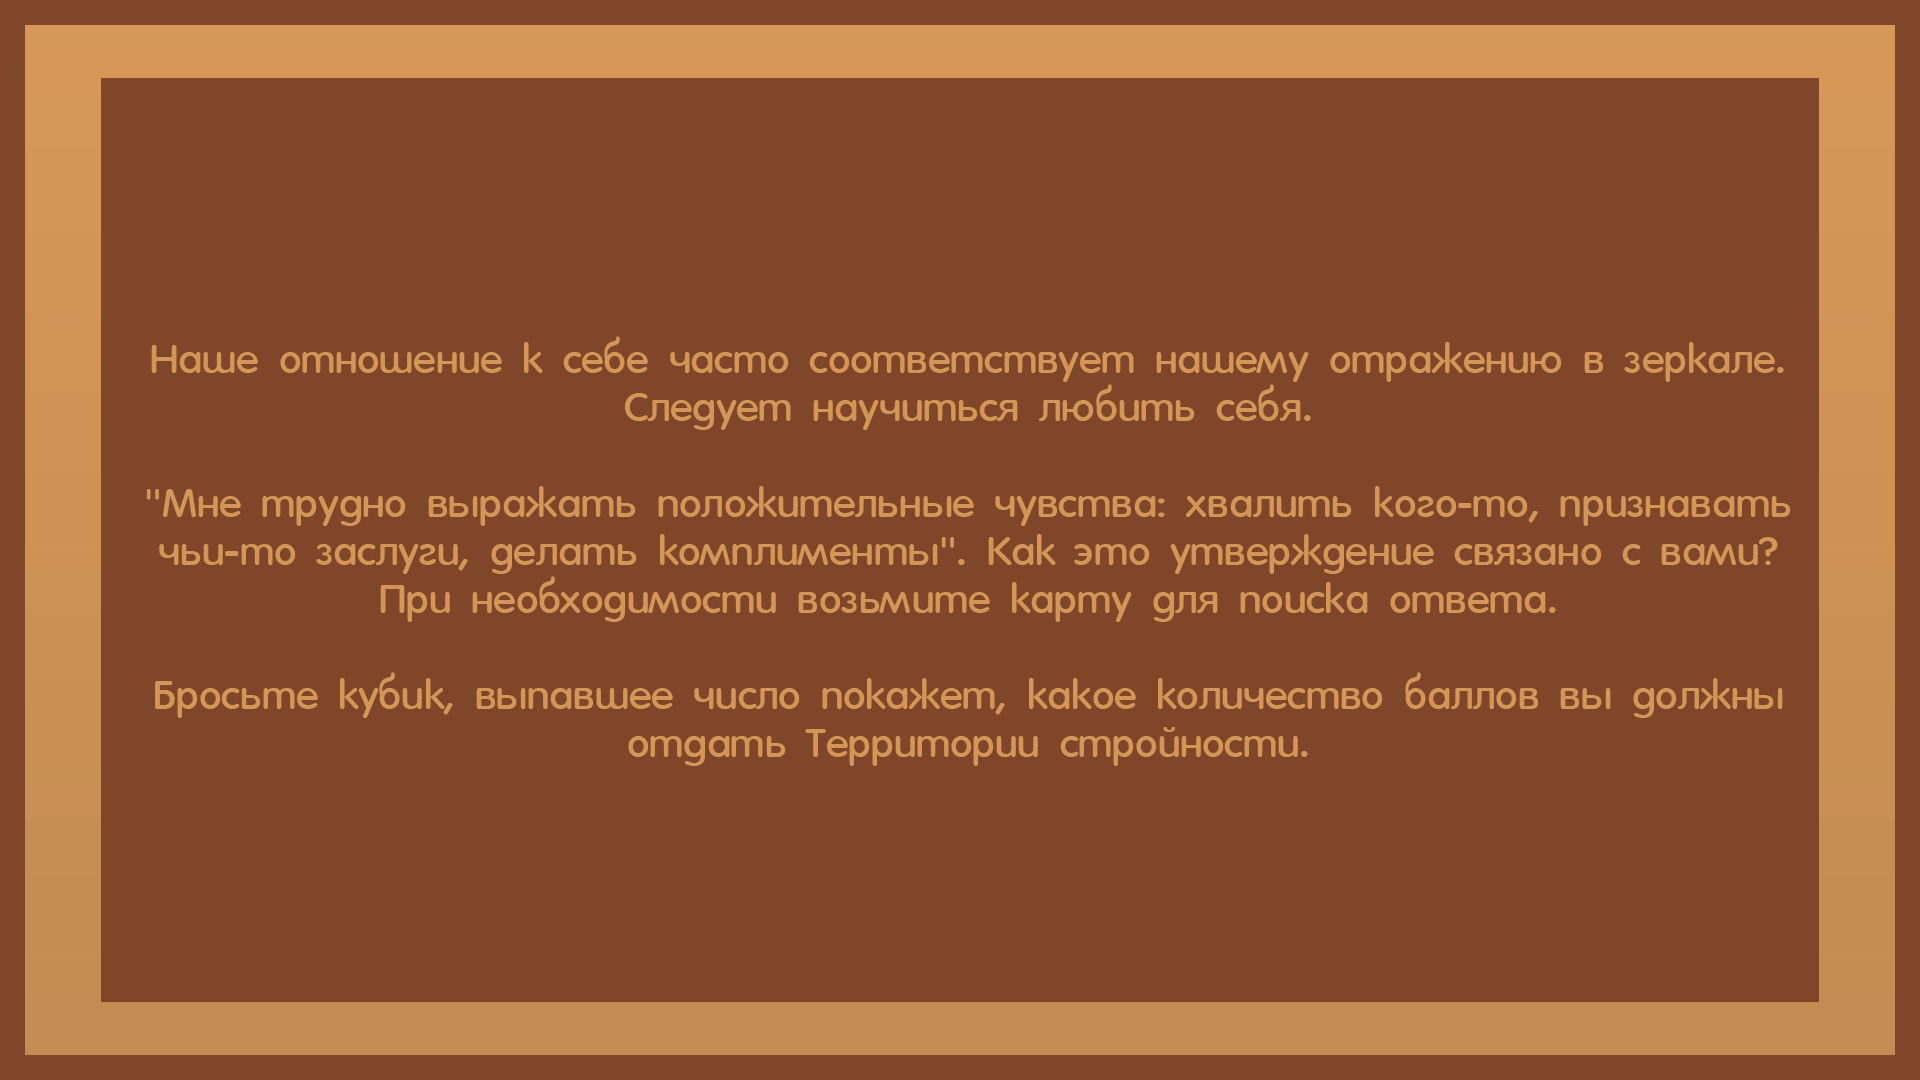 Наше отношение к себе часто соответствует нашему отражению в зеркале.
Следует научиться любить себя.
"Мне трудно выражать положительные чувства: хвалить кого-то, признавать
чьи-то заслуги, делать комплименты". Как это утверждение связано с вами?
При необходимости возьмите карту для поиска ответа.
Бросьте кубик, выпавшее число покажет, какое количество баллов вы должны
отдать Территории стройности.